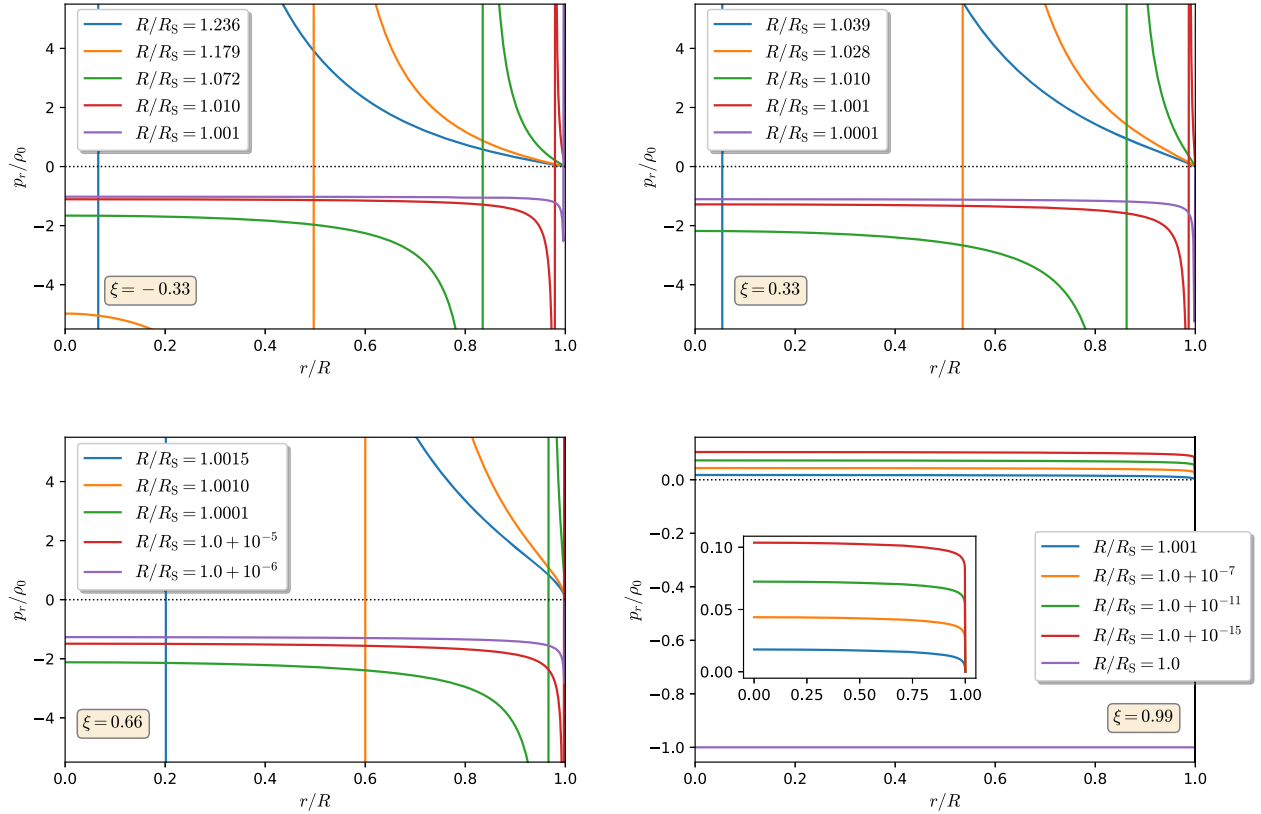 R/R_S = 1.236
R/R_S = 1.179
R/R_S = 1.072
R/R_S = 1.010
R/R_S = 1.001
ξ = − 0.33
4
2
0
−2
−4
p_r/ρ_0
0.0 0.2 0.4 0.6 0.8 1.0
r/R
R/R_S = 1.039
R/R_S = 1.028
R/R_S = 1.010
R/R_S = 1.001
R/R_S = 1.0001
ξ = 0.33
4
2
0
−2
−4
p_r/ρ_0
0.0 0.2 0.4 0.6 0.8 1.0
r/R
R/R_S = 1.0015
R/R_S = 1.0010
R/R_S = 1.0001
R/R_S = 1.0 + 10^{−5}
R/R_S = 1.0 + 10^{−6}
ξ = 0.66
4
2
0
−2
−4
p_r/ρ_0
0.0 0.2 0.4 0.6 0.8 1.0
r/R
0.0
−0.2
−0.4
−0.6
−0.8
−1.0
p_r/ρ_0
0.10
0.05
0.00
0.00 0.25 0.50 0.75 1.00
R/R_S = 1.001
R/R_S = 1.0 + 10^{−7}
R/R_S = 1.0 + 10^{−11}
R/R_S = 1.0 + 10^{−15}
R/R_S = 1.0
ξ = 0.99
0.0 0.2 0.4 0.6 0.8 1.0
r/R